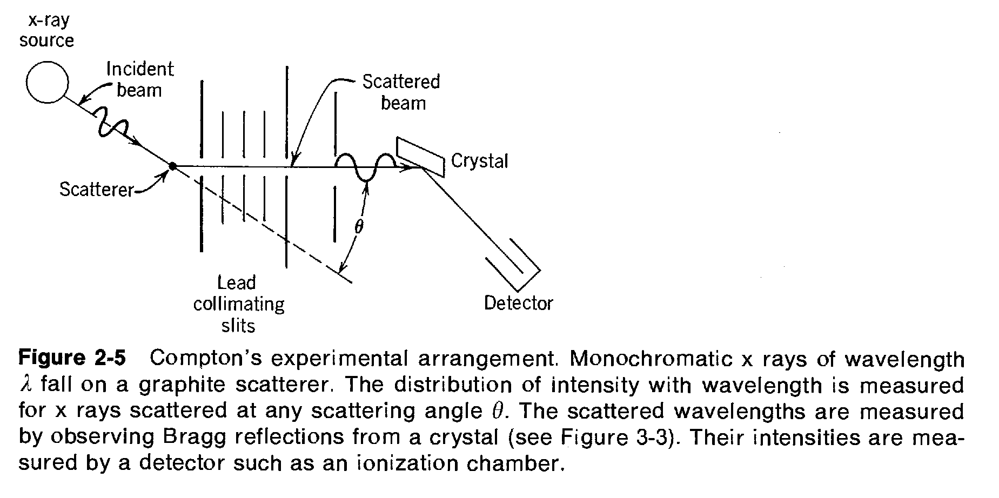 x-ray
source
Incident
beam
Scattered
beam
Crystal
Scatterer
θ
Lead
collimating
slits
Detector
Figure 2-5 Compton's experimental arrangement. Monochromatic x rays of wavelength
λ fall on a graphite scatterer. The distribution of intensity with wavelength is measured
for x rays scattered at any scattering angle θ. The scattered wavelengths are measured
by observing Bragg reflections from a crystal (see Figure 3-3). Their intensities are mea-
sured by a detector such as an ionization chamber.